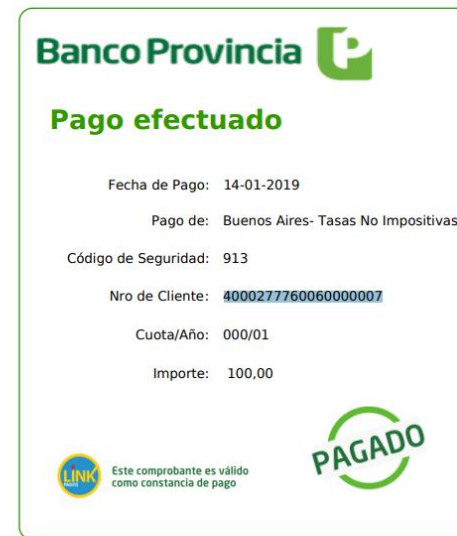 Banco Provincia
Pago efectuado
Fecha de Pago: 14-01-2019
Pago de: Buenos Aires- Tasas No Impositivas
Código de Seguridad: 913
Nro de Cliente: 4000277760060000007
Cuota/Año: 000/01
Importe: 100,00
PAGADO
LINK
PAGOS
Este comprobante es válido
como constancia de pago